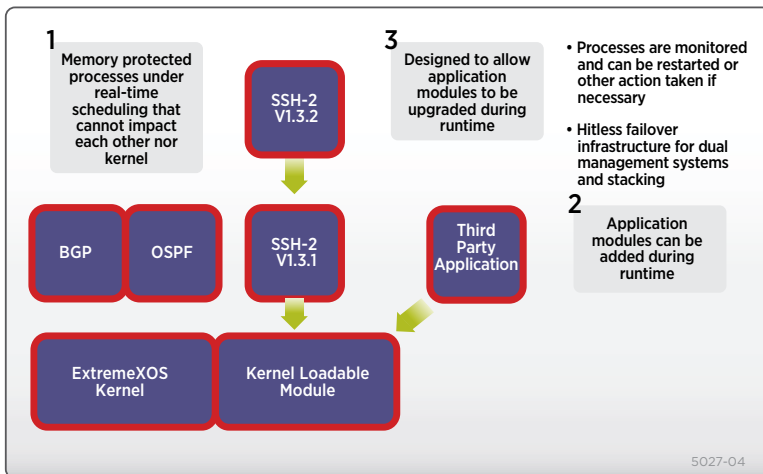 1
Memory protected
processes under
real-time
scheduling that
cannot impact
each other nor
kernel
SSH-2
V1.3.2
3
Designed to allow
application
modules to be
upgraded during
runtime
• Processes are monitored
and can be restarted or
other action taken if
necessary
• Hitless failover
infrastructure for dual
management systems
and stacking
BGP
OSPF
SSH-2
V1.3.1
Third
Party
Application
2
Application
modules can be
added during
runtime
ExtremeXOS
Kernel
Kernel Loadable
Module
5027-04